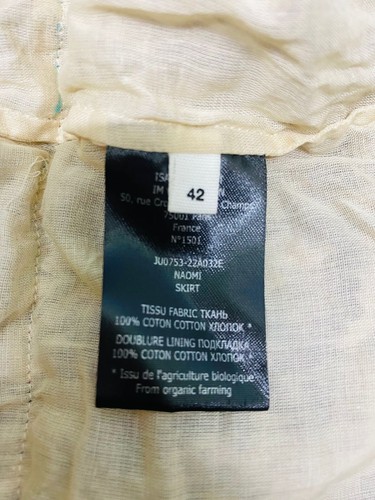 42
50, rue Champs
75001 Paris
France
N°1501
JU0753-22A032E
NAOMI
SKIRT
TISSU FABRIC ТКАНЬ
100% COTON COTTON ХЛОПОК *
DOUBLURE LINING ПОДКЛАДКА
100% COTON COTTON ХЛОПОК *
* Issu de l'agriculture biologique
From organic farming